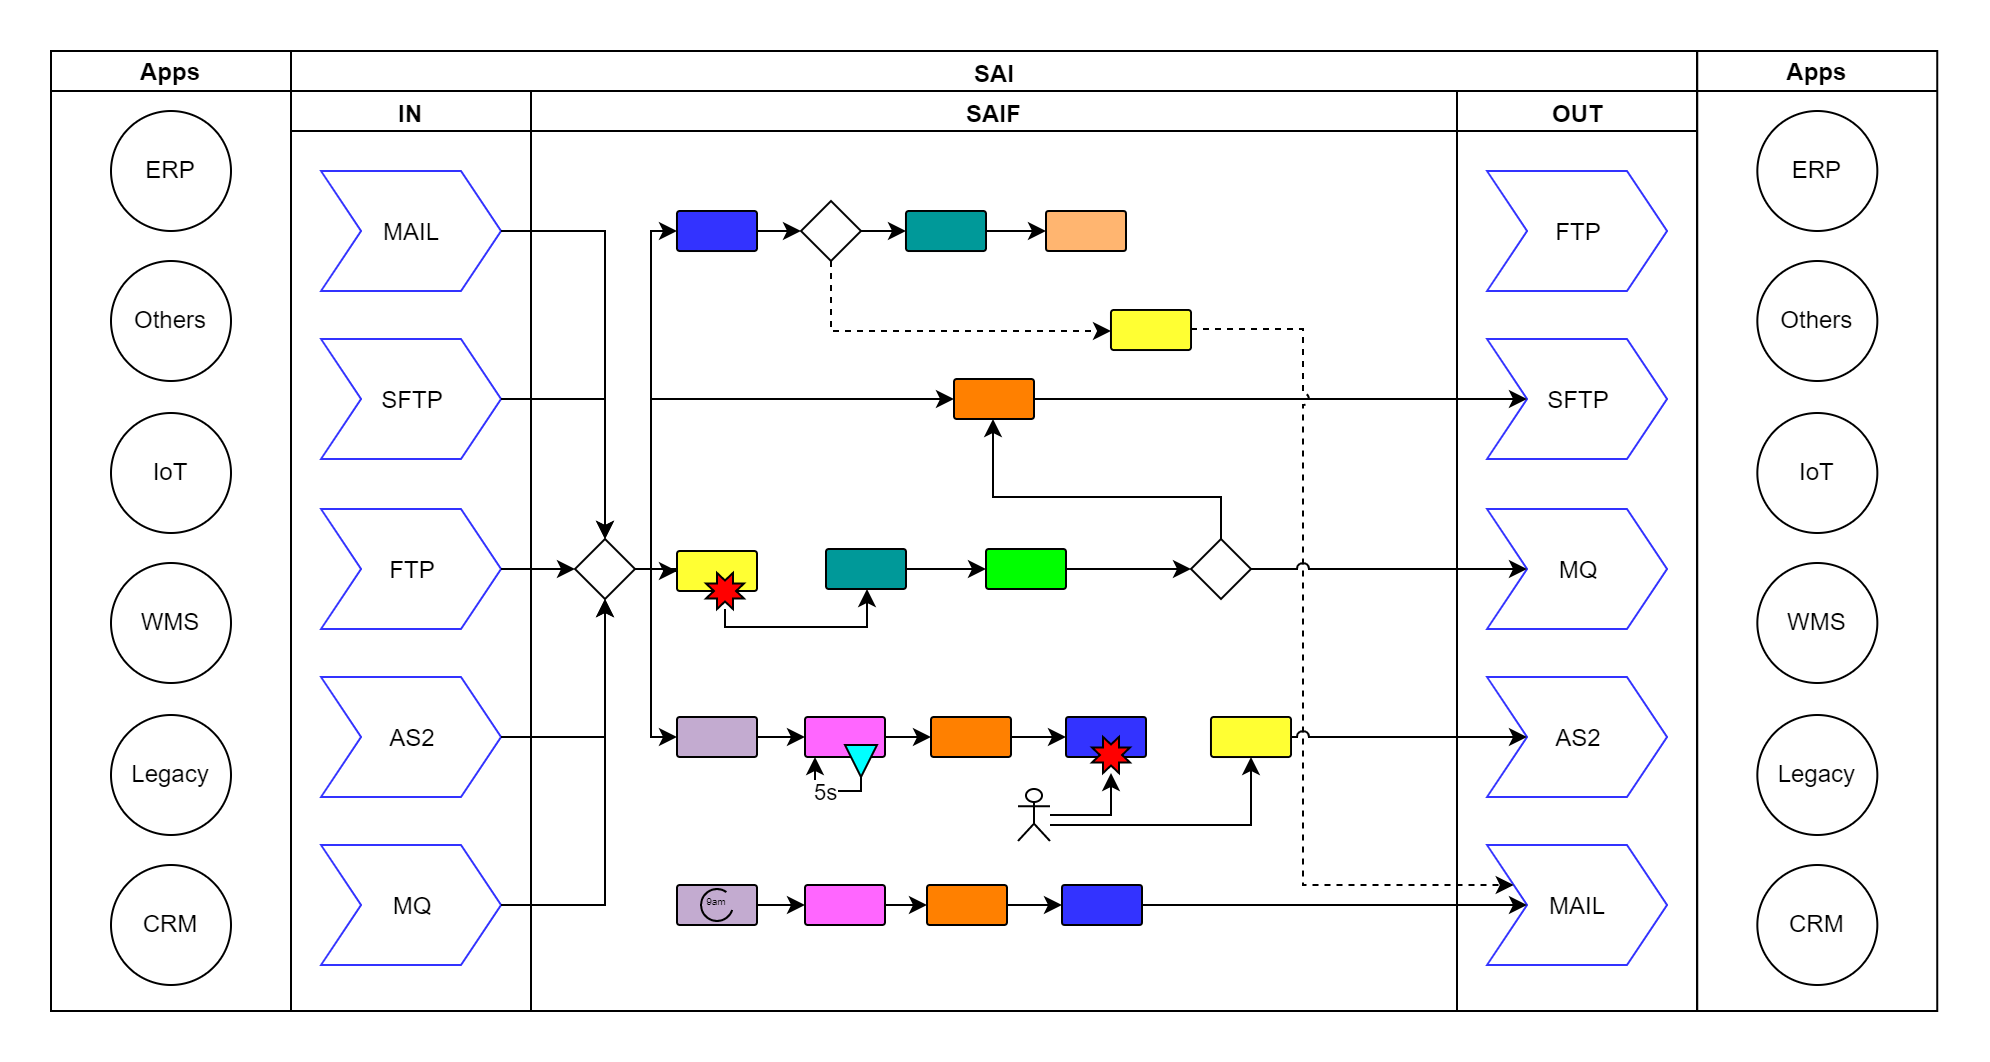 Apps
SAI
Apps
IN
SAIF
OUT
ERP
Others
IoT
WMS
Legacy
CRM
MAIL
SFTP
FTP
AS2
MQ
5s
9am
FTP
SFTP
MQ
AS2
MAIL
ERP
Others
IoT
WMS
Legacy
CRM